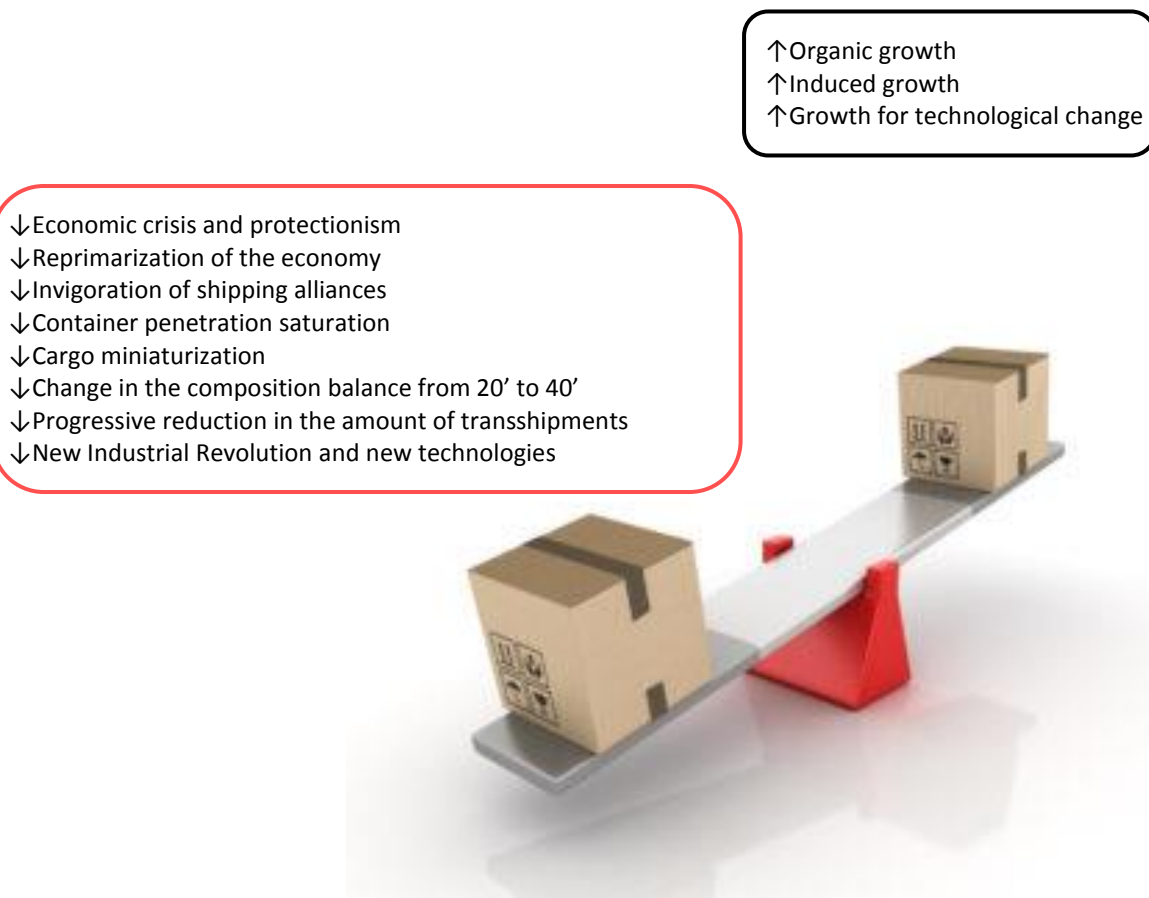 ↑Organic growth
↑Induced growth
↑Growth for technological change
↓Economic crisis and protectionism
↓Reprimarization of the economy
↓Invigoration of shipping alliances
↓Container penetration saturation
↓Cargo miniaturization
↓Change in the composition balance from 20’ to 40’
↓Progressive reduction in the amount of transshipments
↓New Industrial Revolution and new technologies